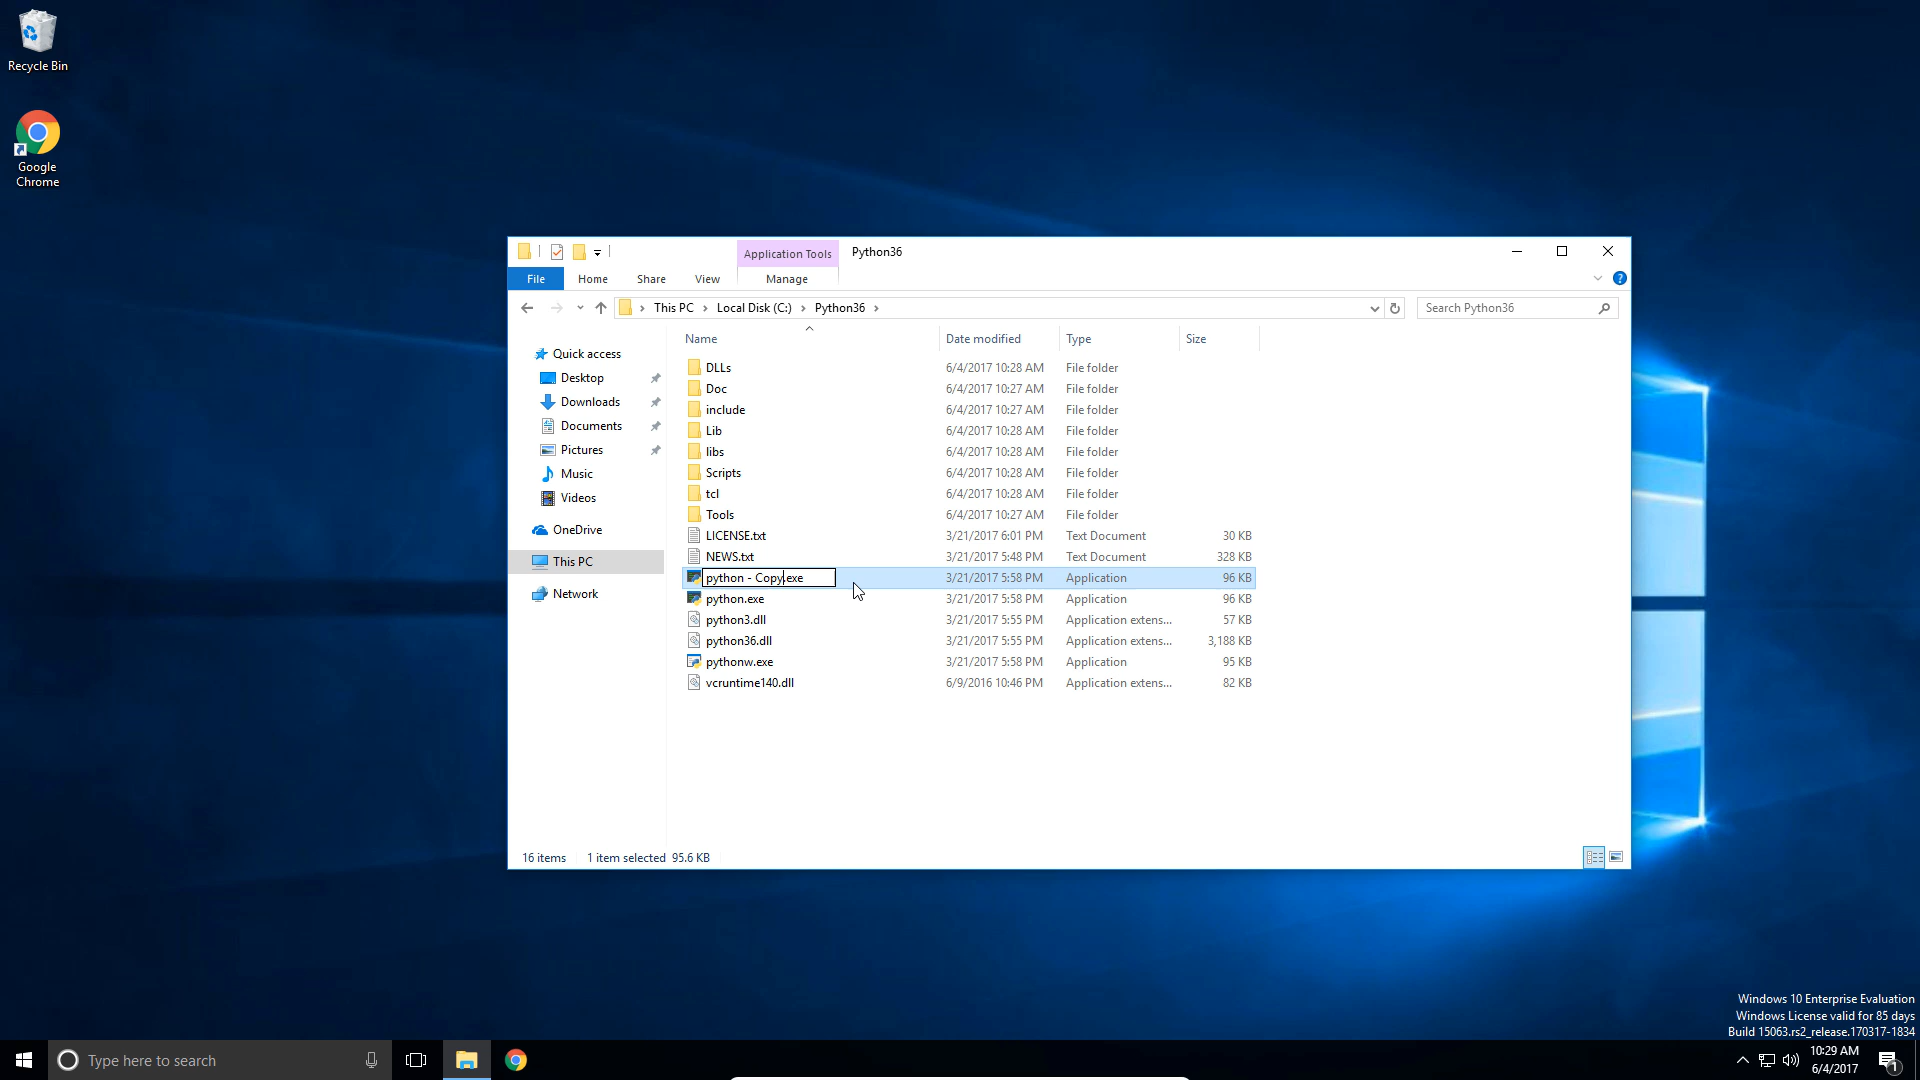 Recycle Bin
Google
Chrome
Application Tools
Python36
File
Home
Share
View
Manage
This PC
Local Disk (C:)
Python36
Search Python36
Name
Date modified
Type
Size
Quick access
Desktop
Downloads
Documents
Pictures
Music
Videos
OneDrive
This PC
Network
DLLs 6/4/2017 10:28 AM File folder
Doc 6/4/2017 10:27 AM File folder
include 6/4/2017 10:27 AM File folder
Lib 6/4/2017 10:28 AM File folder
libs 6/4/2017 10:28 AM File folder
Scripts 6/4/2017 10:28 AM File folder
tcl 6/4/2017 10:28 AM File folder
Tools 6/4/2017 10:27 AM File folder
LICENSE.txt 3/21/2017 6:01 PM Text Document 30 KB
NEWS.txt 3/21/2017 5:48 PM Text Document 328 KB
python - Copy.exe 3/21/2017 5:58 PM Application 96 KB
python.exe 3/21/2017 5:58 PM Application 96 KB
python3.dll 3/21/2017 5:55 PM Application extens... 57 KB
python36.dll 3/21/2017 5:55 PM Application extens... 3,188 KB
pythonw.exe 3/21/2017 5:58 PM Application 95 KB
vcruntime140.dll 6/9/2016 10:46 PM Application extens... 82 KB
16 items 1 item selected 95.6 KB
Windows 10 Enterprise Evaluation
Windows License valid for 85 days
Build 15063.rs2_release.170317-1834
Type here to search
10:29 AM
6/4/2017
1